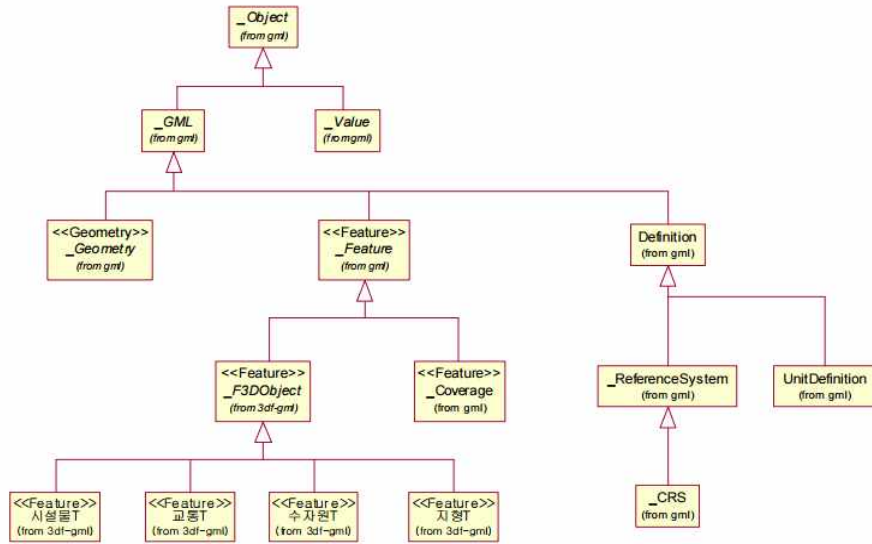 _Object
(from gml)
_GML
(from gml)
_Value
(from gml)
<<Geometry>>
_Geometry
(from gml)
<<Feature>>
_Feature
(from gml)
Definition
(from gml)
<<Feature>>
_F3DObject
(from 3df-gml)
<<Feature>>
_Coverage
(from gml)
_ReferenceSystem
(from gml)
UnitDefinition
(from gml)
<<Feature>>
시설물T
(from 3df-gml)
<<Feature>>
교통T
(from 3df-gml)
<<Feature>>
수자원T
(from 3df-gml)
<<Feature>>
지형T
(from 3df-gml)
_CRS
(from gml)